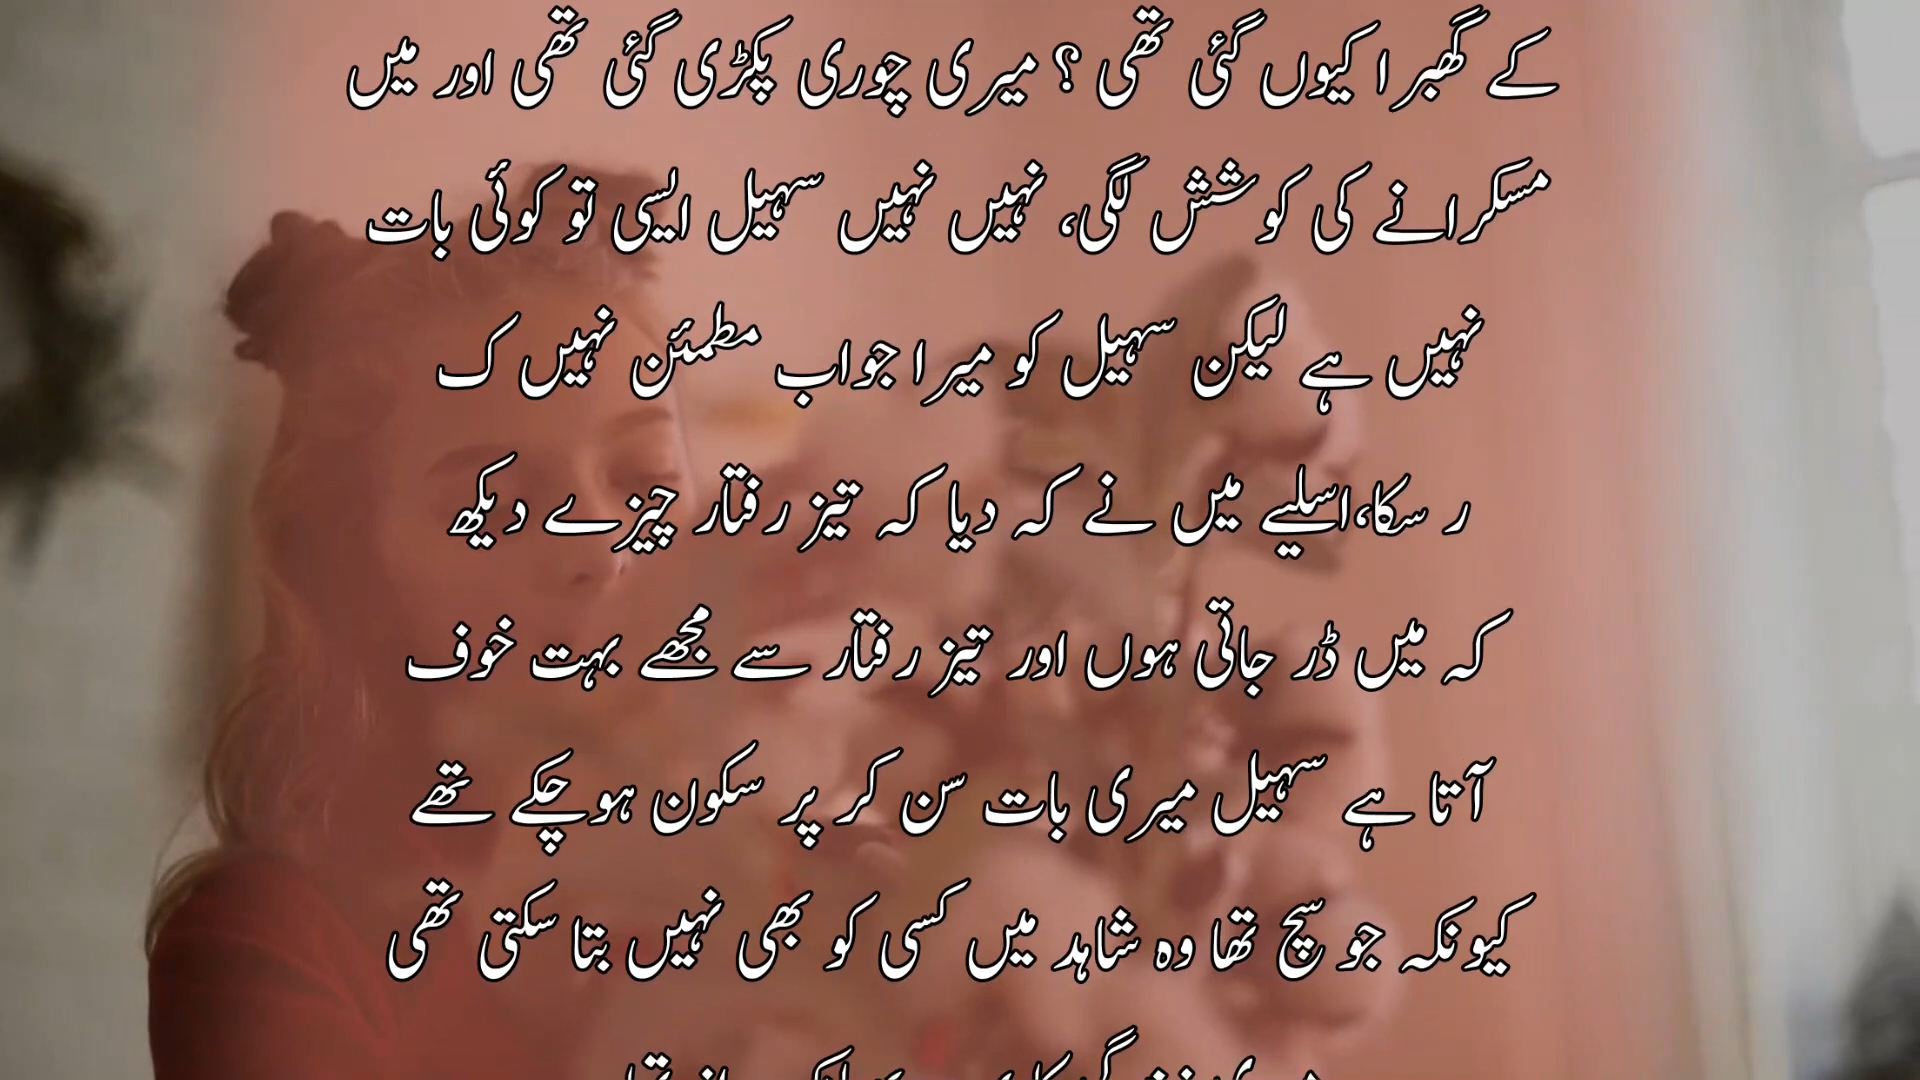 کے گھبرا کیوں گئی تھی ؟ میری چوری پکڑی گئی تھی اور میں
مسکرانے کی کوشش لگی، نہیں نہیں سہیل ایسی تو کوئی بات
نہیں ہے لیکن سہیل کو میرا جواب مطمئن نہیں ک
ر سکا،اسلیے میں نے کہ دیا کہ تیز رفتار چیزے دیکھ
کہ میں ڈر جاتی ہوں اور تیز رفتار سے مجھے بہت خوف
آتا ہے سہیل میری بات سن کر پر سکون ہوچکے تھے
کیونکہ جو سچ تھا وہ شاہد میں کسی کو بھی نہیں بتا سکتی تھی